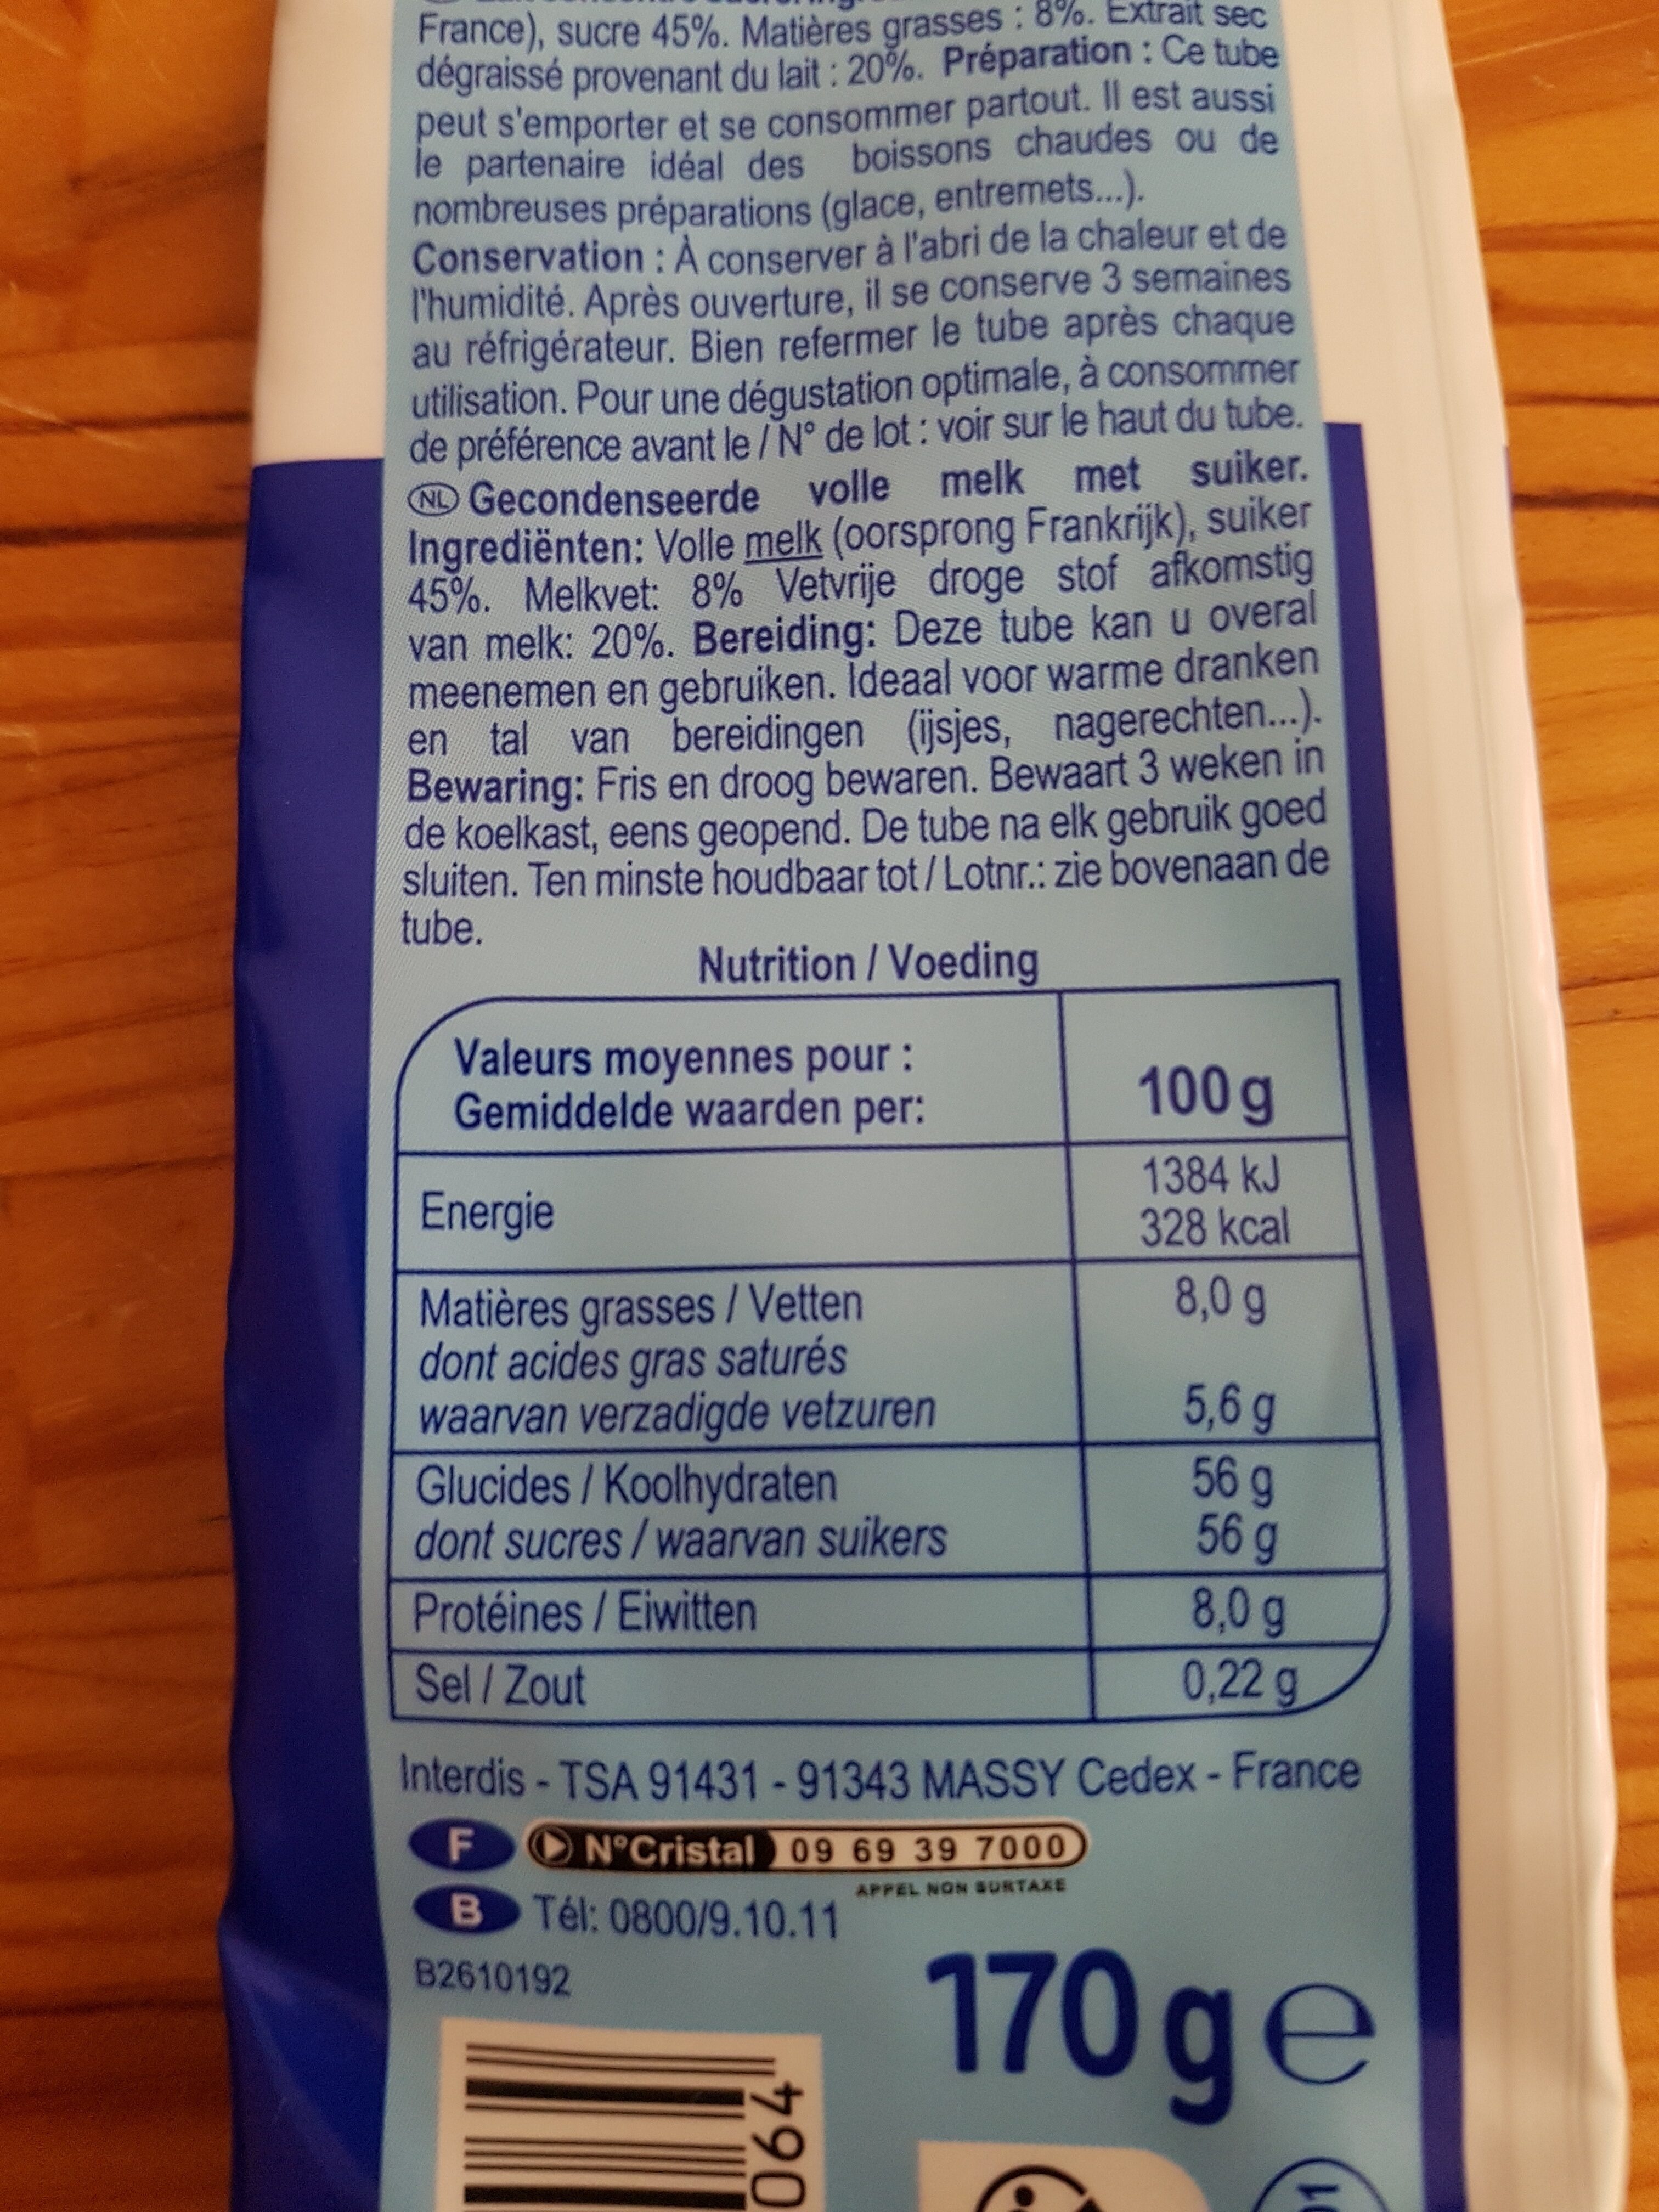 France), sucre 45%. Matières grasses : 8%. Extrait sec
dégraissé provenant du lait : 20%. Préparation : Ce tube
peut s'emporter et se consommer partout. Il est aussi
le partenaire idéal des boissons chaudes ou de
nombreuses préparations (glace, entremets...).
Conservation : À conserver à l'abri de la chaleur et de
l'humidité. Après ouverture, il se conserve 3 semaines
au réfrigérateur. Bien refermer le tube après chaque
utilisation. Pour une dégustation optimale, à consommer
de préférence avant le / N° de lot : voir sur le haut du tube.
NL Gecondenseerde volle melk met suiker.
Ingrediënten: Volle melk (oorsprong Frankrijk), suiker
45%. Melkvet: 8% Vetvrije droge stof afkomstig
van melk: 20%. Bereiding: Deze tube kan u overal
meenemen en gebruiken. Ideaal voor warme dranken
en tal van bereidingen (ijsjes, nagerechten...).
Bewaring: Fris en droog bewaren. Bewaart 3 weken in
de koelkast, eens geopend. De tube na elk gebruik goed
sluiten. Ten minste houdbaar tot / Lotnr.: zie bovenaan de
tube.
Nutrition / Voeding
Valeurs moyennes pour :
Gemiddelde waarden per:
100 g
Energie
1384 kJ
328 kcal
Matières grasses / Vetten 8,0 g
dont acides gras saturés
waarvan verzadigde vetzuren 5,6 g
Glucides / Koolhydraten 56 g
dont sucres / waarvan suikers 56 g
Protéines / Eiwitten 8,0 g
Sel / Zout 0,22 g
Interdis - TSA 91431 - 91343 MASSY Cedex - France
F N°Cristal 09 69 39 7000
APPEL NON SURTAXE
B Tél: 0800/9.10.11
B2610192
170 g e
064
01